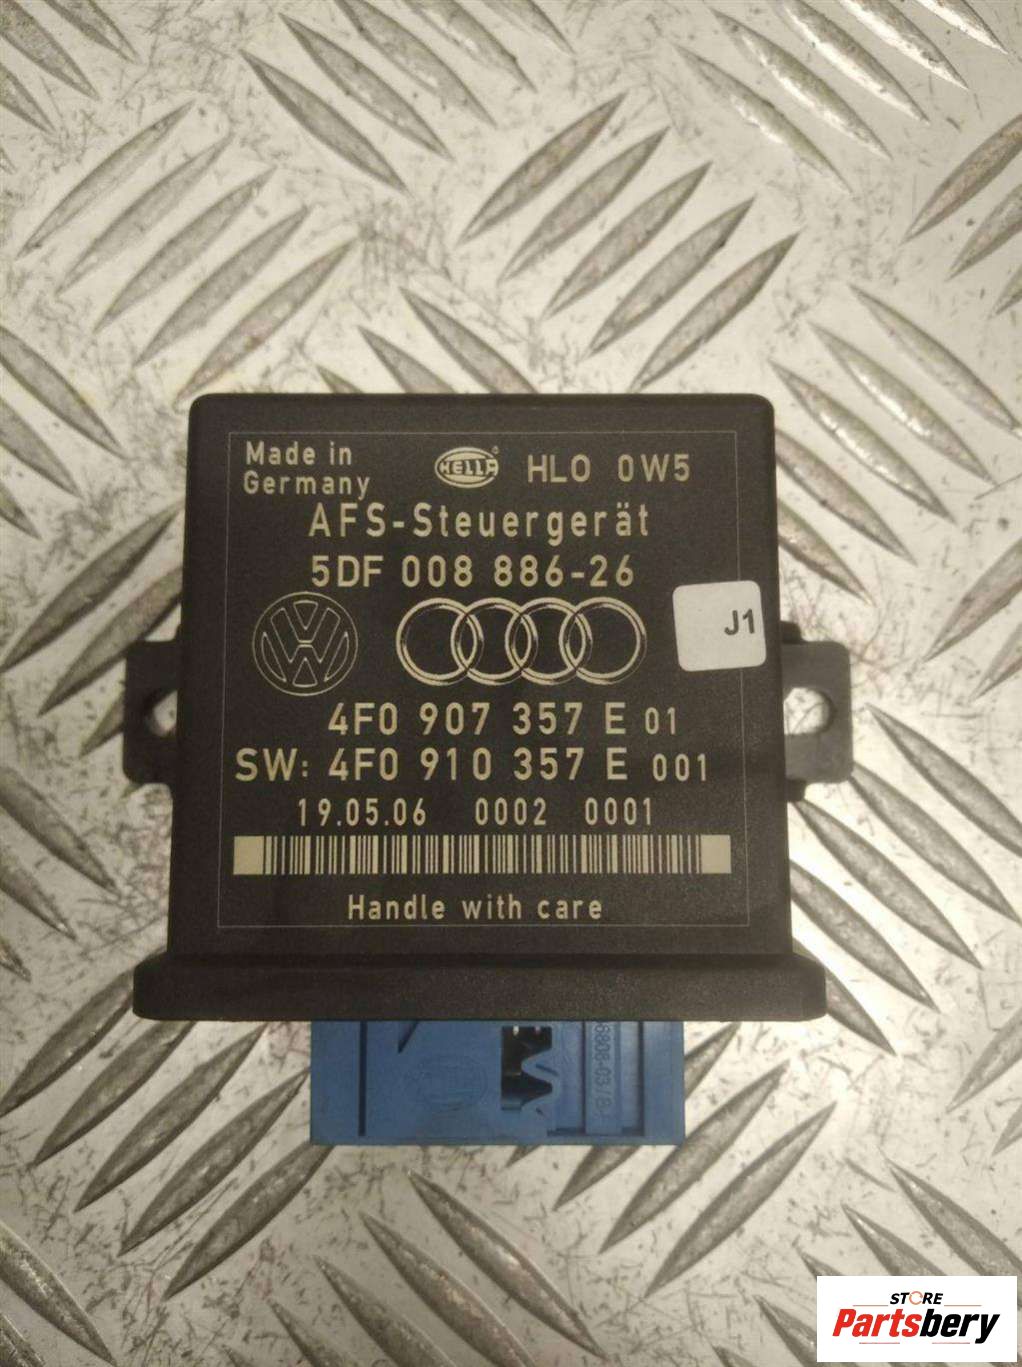 Made in
Germany
HELLA
HLO 0W5
AFS-Steuergerät
5DF 008 886-26
J1
4F0 907 357 E 01
SW: 4F0 910 357 E 001
19.05.06 0002 0001
Handle with care
STORE
Partsbery